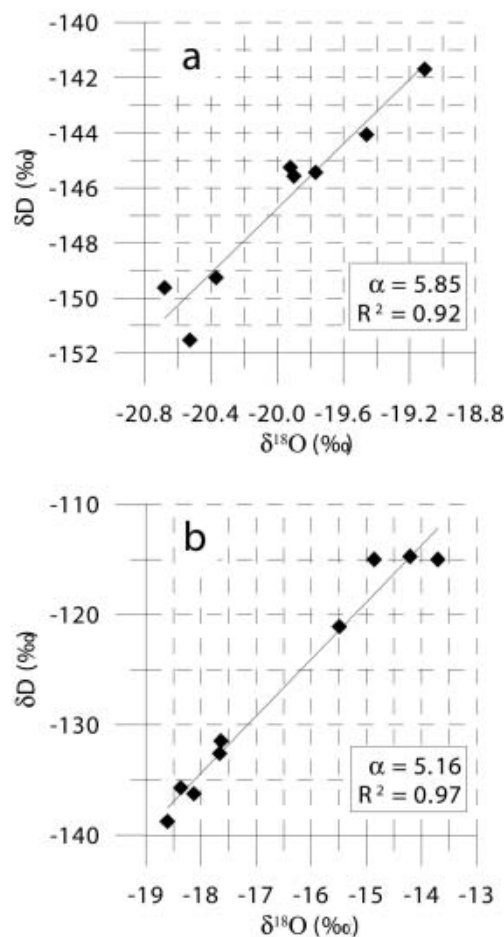 -140
a
-142
-144
-146
δD (‰)
-148
-150
-152
α = 5.85
R² = 0.92
-20.8 -20.4 -20.0 -19.6 -19.2 -18.8
δ¹⁸O (‰)
-110
b
-120
δD (‰)
-130
-140
α = 5.16
R² = 0.97
-19 -18 -17 -16 -15 -14 -13
δ¹⁸O (‰)